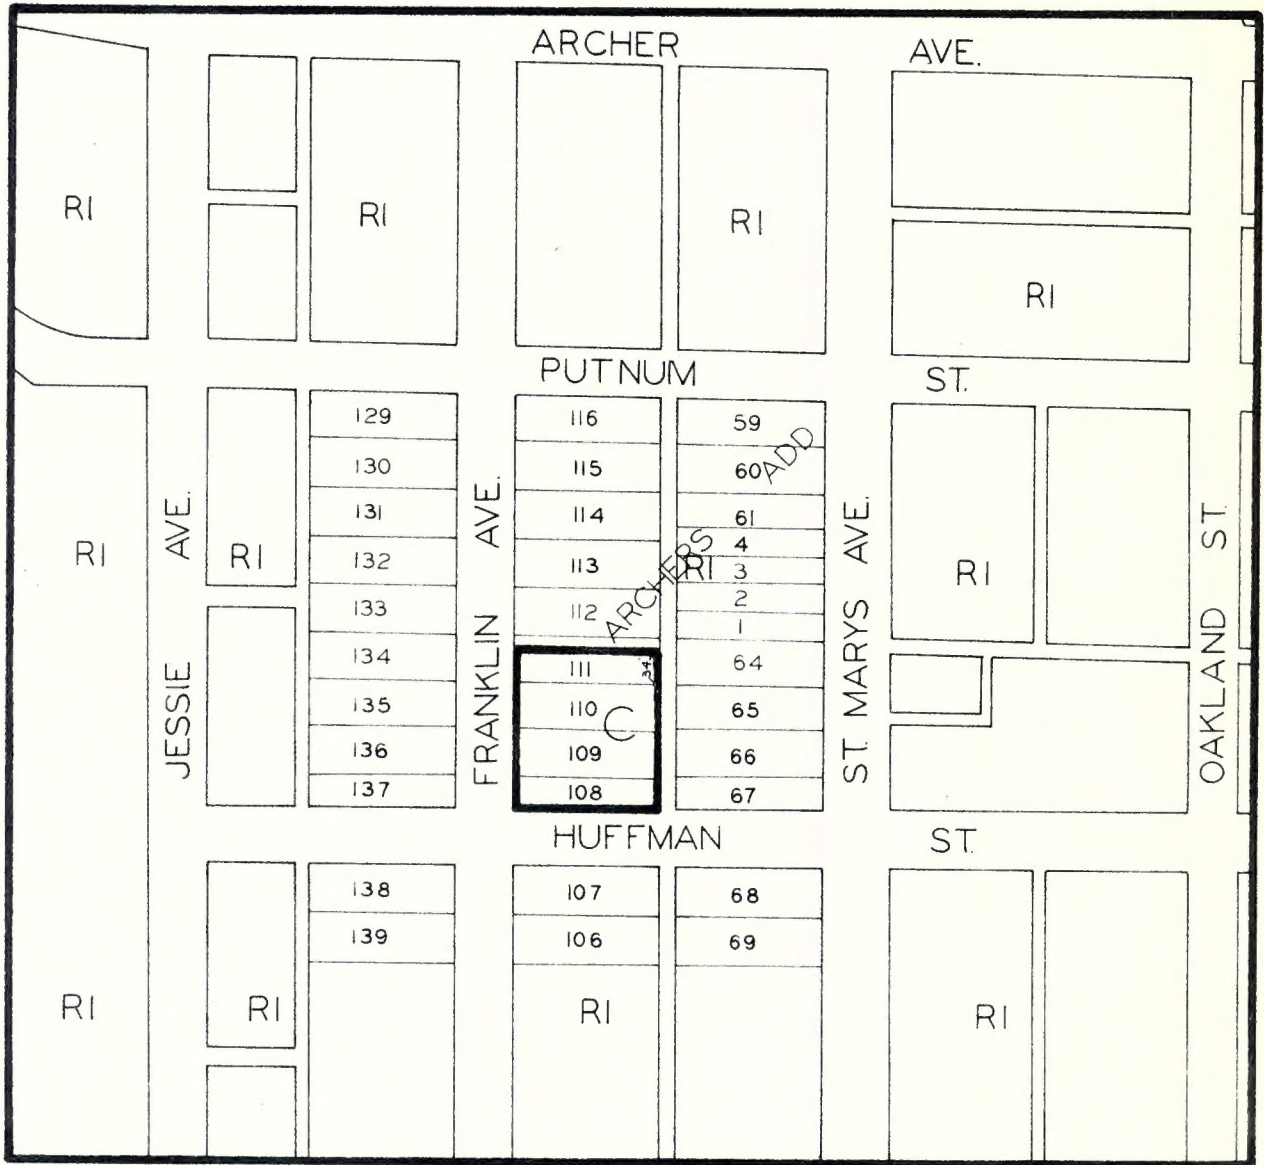 ARCHER AVE.
RI RI RI RI
PUTNUM ST.
129 116 59
130 115 60
131 114 61
132 113 4
133 112 3
134 111 34' 2
135 110 1
136 109 64
137 108 65
66
67
ARCHERS ADD
RI RI RI RI
C
JESSIE AVE.
FRANKLIN AVE.
ST. MARYS AVE.
OAKLAND ST.
HUFFMAN ST.
138 107 68
139 106 69
RI RI RI RI